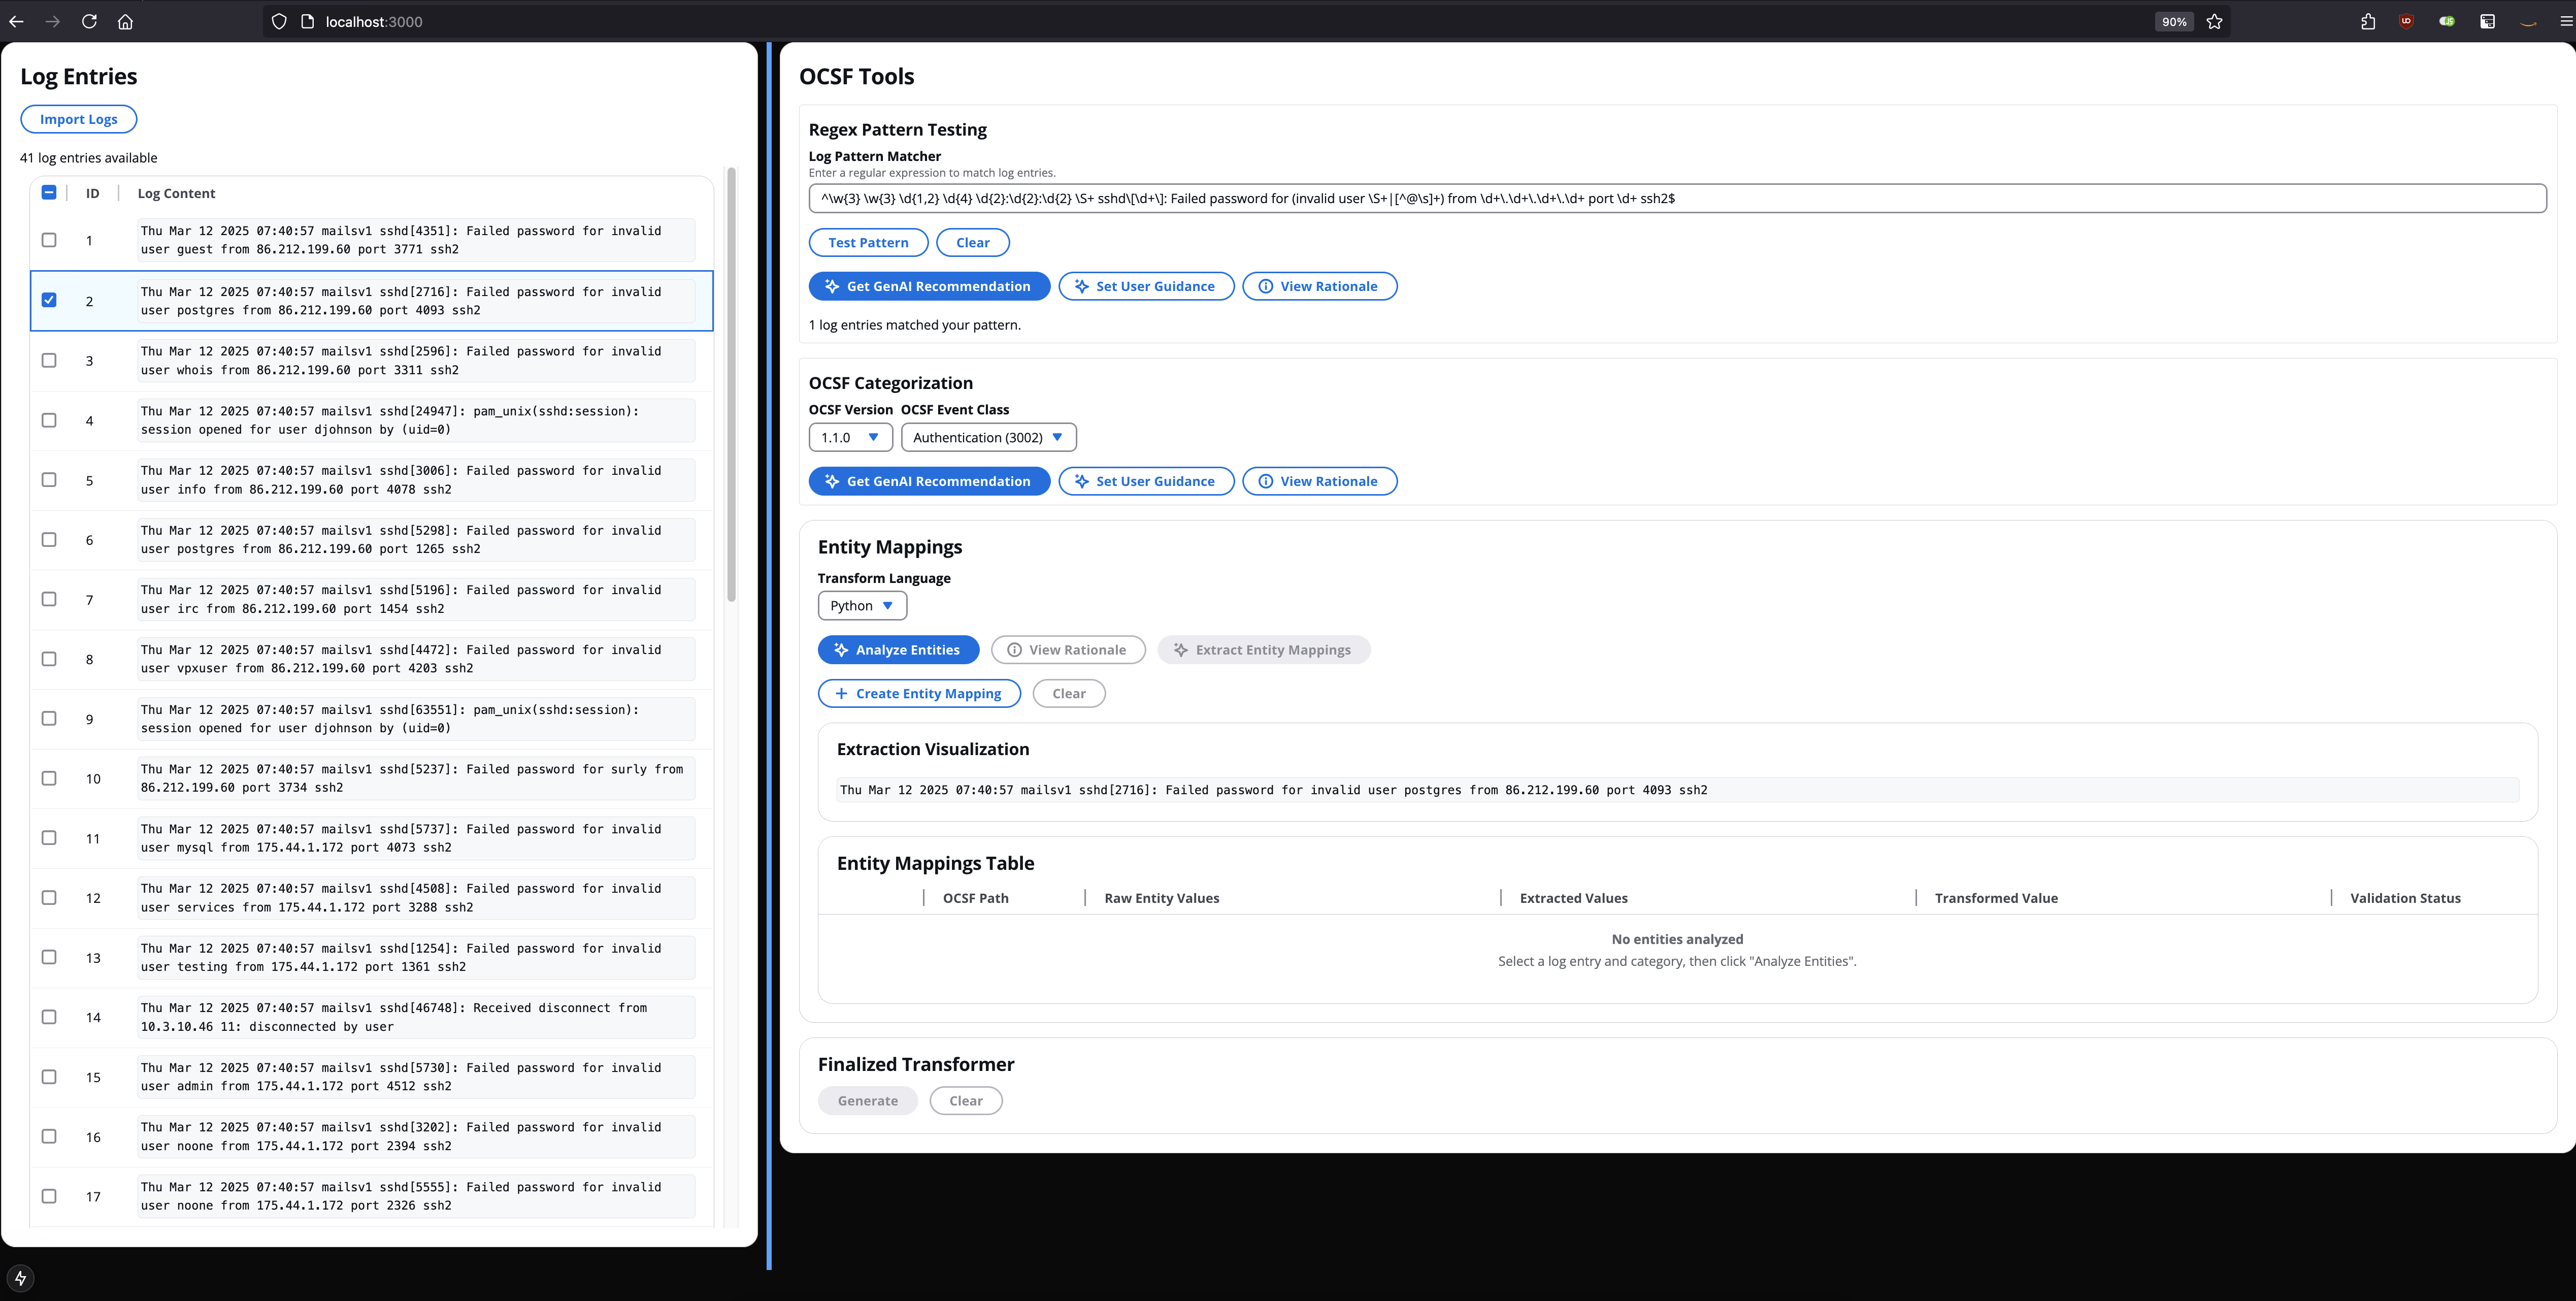 localhost:3000
90%
Log Entries
Import Logs
41 log entries available
ID
Log Content
1
Thu Mar 12 2025 07:40:57 mailsv1 sshd[4351]: Failed password for invalid
user guest from 86.212.199.60 port 3771 ssh2
2
Thu Mar 12 2025 07:40:57 mailsv1 sshd[2716]: Failed password for invalid
user postgres from 86.212.199.60 port 4093 ssh2
3
Thu Mar 12 2025 07:40:57 mailsv1 sshd[2596]: Failed password for invalid
user whois from 86.212.199.60 port 3311 ssh2
4
Thu Mar 12 2025 07:40:57 mailsv1 sshd[24947]: pam_unix(sshd:session):
session opened for user djohnson by (uid=0)
5
Thu Mar 12 2025 07:40:57 mailsv1 sshd[3006]: Failed password for invalid
user info from 86.212.199.60 port 4078 ssh2
6
Thu Mar 12 2025 07:40:57 mailsv1 sshd[5298]: Failed password for invalid
user postgres from 86.212.199.60 port 1265 ssh2
7
Thu Mar 12 2025 07:40:57 mailsv1 sshd[5196]: Failed password for invalid
user irc from 86.212.199.60 port 1454 ssh2
8
Thu Mar 12 2025 07:40:57 mailsv1 sshd[4472]: Failed password for invalid
user vpxuser from 86.212.199.60 port 4203 ssh2
9
Thu Mar 12 2025 07:40:57 mailsv1 sshd[63551]: pam_unix(sshd:session):
session opened for user djohnson by (uid=0)
10
Thu Mar 12 2025 07:40:57 mailsv1 sshd[5237]: Failed password for surly from
86.212.199.60 port 3734 ssh2
11
Thu Mar 12 2025 07:40:57 mailsv1 sshd[5737]: Failed password for invalid
user mysql from 175.44.1.172 port 4073 ssh2
12
Thu Mar 12 2025 07:40:57 mailsv1 sshd[4508]: Failed password for invalid
user services from 175.44.1.172 port 3288 ssh2
13
Thu Mar 12 2025 07:40:57 mailsv1 sshd[1254]: Failed password for invalid
user testing from 175.44.1.172 port 1361 ssh2
14
Thu Mar 12 2025 07:40:57 mailsv1 sshd[46748]: Received disconnect from
10.3.10.46 11: disconnected by user
15
Thu Mar 12 2025 07:40:57 mailsv1 sshd[5730]: Failed password for invalid
user admin from 175.44.1.172 port 4512 ssh2
16
Thu Mar 12 2025 07:40:57 mailsv1 sshd[3202]: Failed password for invalid
user noone from 175.44.1.172 port 2394 ssh2
17
Thu Mar 12 2025 07:40:57 mailsv1 sshd[5555]: Failed password for invalid
user noone from 175.44.1.172 port 2326 ssh2
OCSF Tools
Regex Pattern Testing
Log Pattern Matcher
Enter a regular expression to match log entries.
^\w{3} \w{3} \d{1,2} \d{4} \d{2}:\d{2}:\d{2} \S+ sshd\[\d+\]: Failed password for (invalid user \S+|[^@\s]+) from \d+\.\d+\.\d+\.\d+ port \d+ ssh2$
Test Pattern
Clear
Get GenAI Recommendation
Set User Guidance
View Rationale
1 log entries matched your pattern.
OCSF Categorization
OCSF Version
OCSF Event Class
1.1.0
Authentication (3002)
Get GenAI Recommendation
Set User Guidance
View Rationale
Entity Mappings
Transform Language
Python
Analyze Entities
View Rationale
Extract Entity Mappings
Create Entity Mapping
Clear
Extraction Visualization
Thu Mar 12 2025 07:40:57 mailsv1 sshd[2716]: Failed password for invalid user postgres from 86.212.199.60 port 4093 ssh2
Entity Mappings Table
OCSF Path
Raw Entity Values
Extracted Values
Transformed Value
Validation Status
No entities analyzed
Select a log entry and category, then click "Analyze Entities".
Finalized Transformer
Generate
Clear